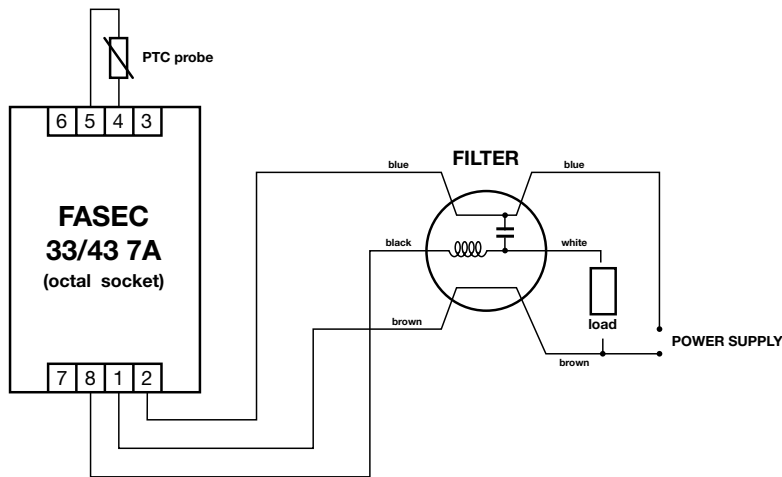 PTC probe
6 5 4 3
FASEC
33/43 7A
(octal socket)
7 8 1 2
FILTER
blue
blue
black
white
brown
load
brown
POWER SUPPLY